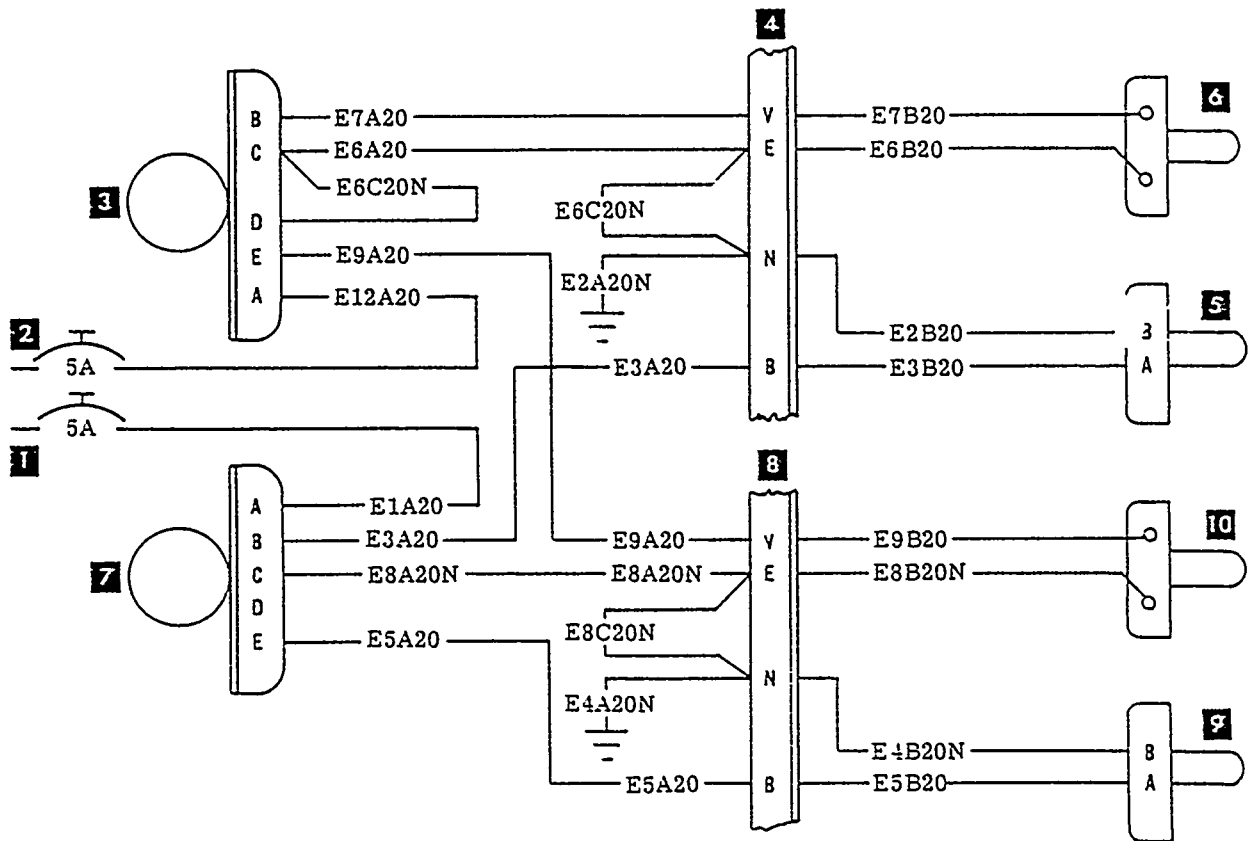 4
B E7A20 V E7B20 6
C E6A20 E E6B20
E6C20N
3
D E6C20N
E E9A20 N
E2A20N
A E12A20
2 5
5A E2B20 B
E3A20 B E3B20 A
5A
1 8
A E1A20
10
B E3A20 E9A20 V E9B20
7 C E8A20N E8A20N E E8B20N
D
E E5A20 E8C20N
N
E4A20N
9
E4B20N B
E5A20 B E5B20 A